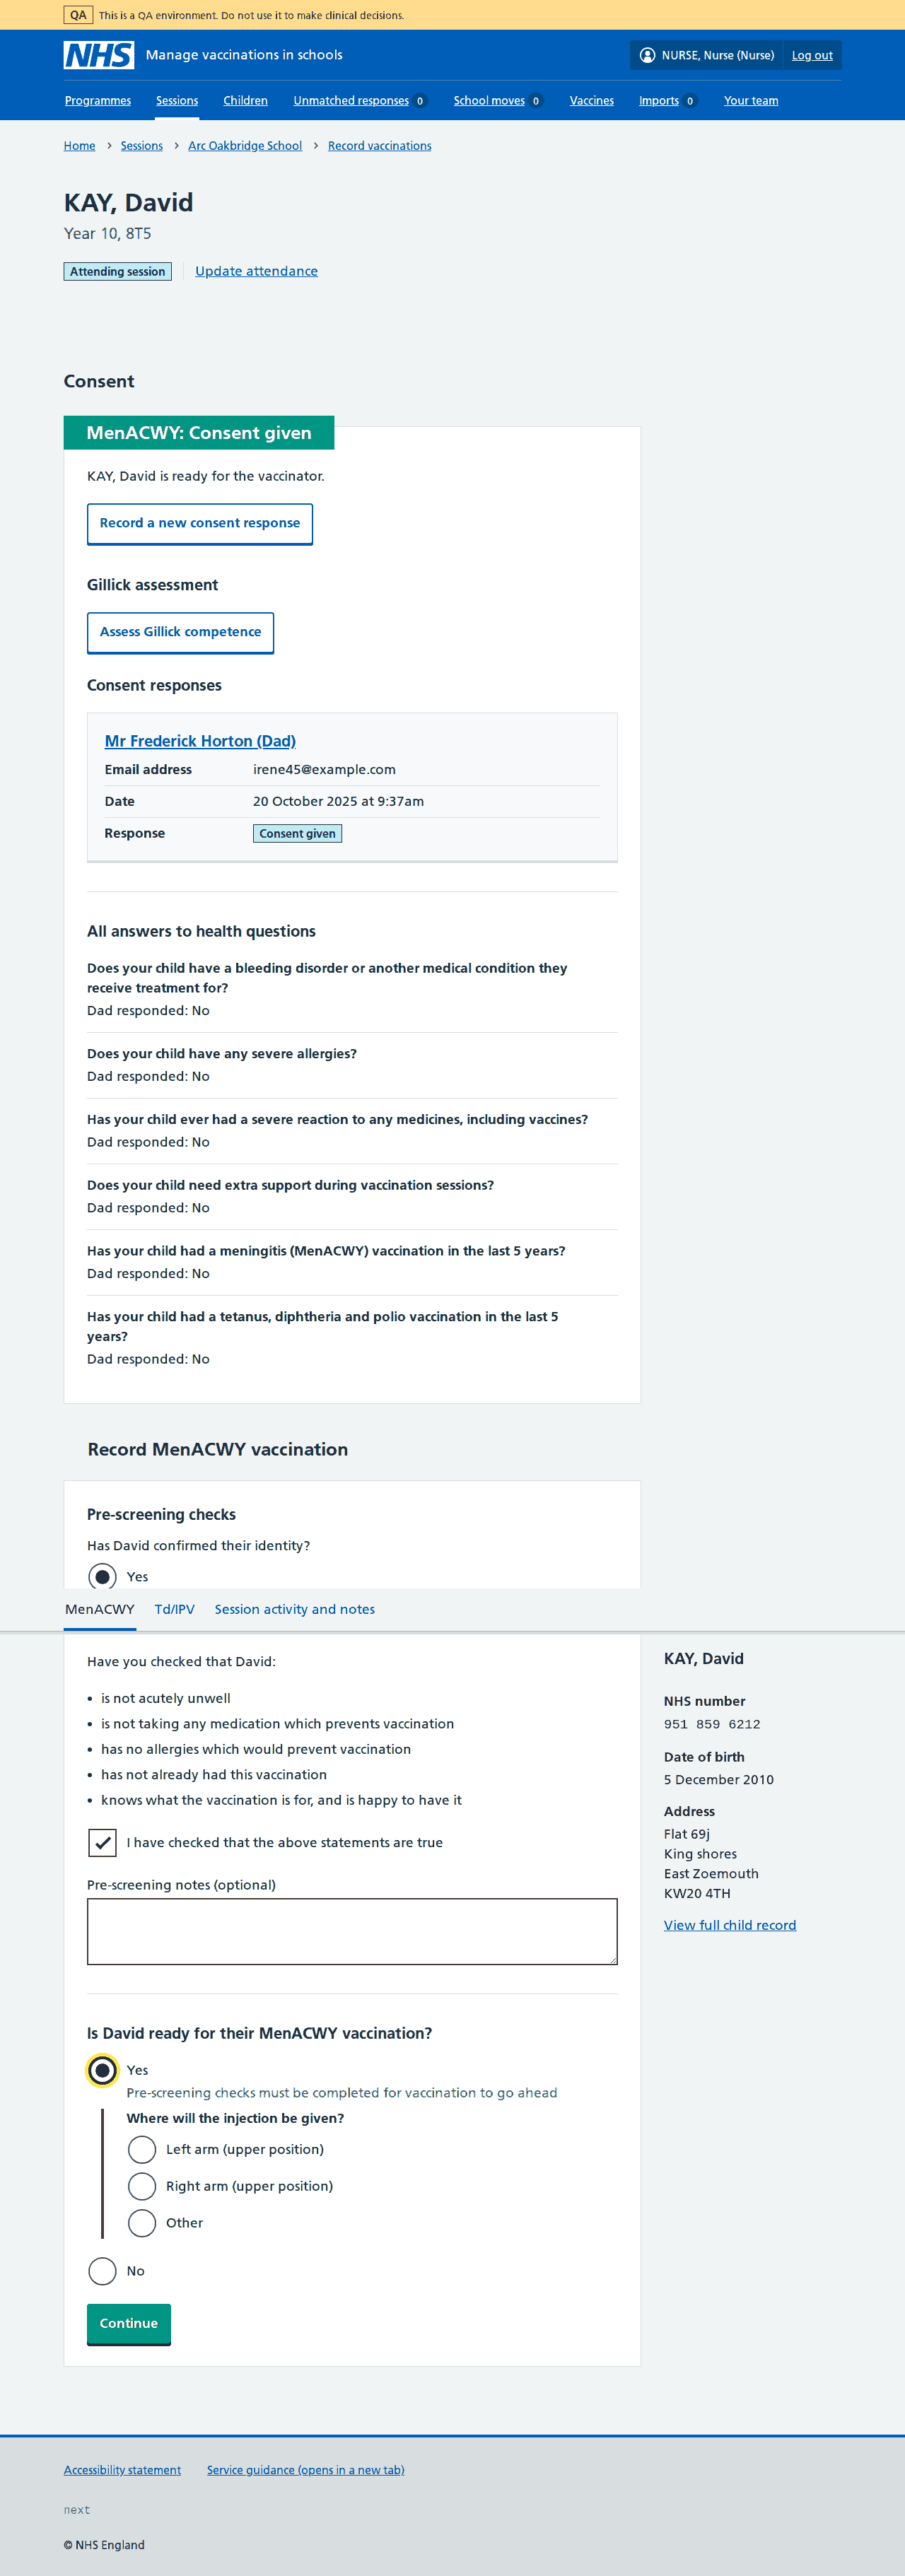 QA This is a QA environment. Do not use it to make clinical decisions.
NHS Manage vaccinations in schools
NURSE, Nurse (Nurse) Log out
Programmes Sessions Children Unmatched responses 0 School moves 0 Vaccines Imports 0 Your team
Home Sessions Arc Oakbridge School Record vaccinations
KAY, David
Year 10, 8T5
Attending session Update attendance
Consent
MenACWY: Consent given
KAY, David is ready for the vaccinator.
Record a new consent response
Gillick assessment
Assess Gillick competence
Consent responses
Mr Frederick Horton (Dad)
Email address irene45@example.com
Date 20 October 2025 at 9:37am
Response Consent given
All answers to health questions
Does your child have a bleeding disorder or another medical condition they
receive treatment for?
Dad responded: No
Does your child have any severe allergies?
Dad responded: No
Has your child ever had a severe reaction to any medicines, including vaccines?
Dad responded: No
Does your child need extra support during vaccination sessions?
Dad responded: No
Has your child had a meningitis (MenACWY) vaccination in the last 5 years?
Dad responded: No
Has your child had a tetanus, diphtheria and polio vaccination in the last 5
years?
Dad responded: No
Record MenACWY vaccination
Pre-screening checks
Has David confirmed their identity?
Yes
MenACWY Td/IPV Session activity and notes
Have you checked that David:
is not acutely unwell
is not taking any medication which prevents vaccination
has no allergies which would prevent vaccination
has not already had this vaccination
knows what the vaccination is for, and is happy to have it
I have checked that the above statements are true
Pre-screening notes (optional)
Is David ready for their MenACWY vaccination?
Yes
Pre-screening checks must be completed for vaccination to go ahead
Where will the injection be given?
Left arm (upper position)
Right arm (upper position)
Other
No
Continue
KAY, David
NHS number
951 859 6212
Date of birth
5 December 2010
Address
Flat 69j
King shores
East Zoemouth
KW20 4TH
View full child record
Accessibility statement Service guidance (opens in a new tab)
next
© NHS England